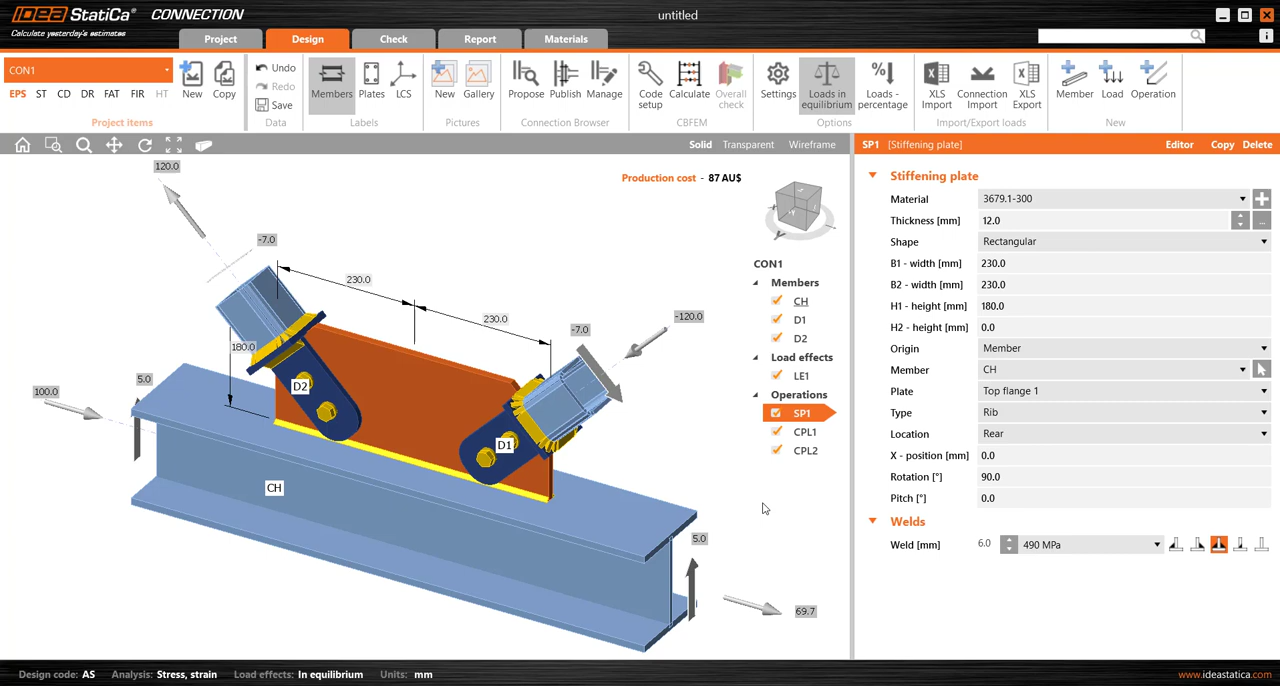 IDEA StatiCa® CONNECTION
Calculate yesterday's estimates
untitled
Project
Design
Check
Report
Materials
CON1
EPS ST CD DR FAT FIR HT
New
Copy
Undo
Redo
Save
Members
Plates
LCS
New
Gallery
Propose
Publish
Manage
Code setup
Calculate
Overall check
Settings
Loads in equilibrium
Loads - percentage
XLS Import
Connection Import
XLS Export
Member
Load
Operation
Project items
Data
Labels
Pictures
Connection Browser
CBFEM
Options
Import/Export loads
New
Solid
Transparent
Wireframe
Production cost - 87 AU$
120.0
-7.0
230.0
230.0
-7.0
-120.0
180.0
5.0
100.0
D2
D1
CH
5.0
69.7
CON1
Members
CH
D1
D2
Load effects
LE1
Operations
SP1
CPL1
CPL2
SP1 [Stiffening plate]
Editor
Copy
Delete
Stiffening plate
Material 3679.1-300
Thickness [mm] 12.0
Shape Rectangular
B1 - width [mm] 230.0
B2 - width [mm] 230.0
H1 - height [mm] 180.0
H2 - height [mm] 0.0
Origin Member
Member CH
Plate Top flange 1
Type Rib
Location Rear
X - position [mm] 0.0
Rotation [°] 90.0
Pitch [°] 0.0
Welds
Weld [mm] 6.0 490 MPa
Design code: AS Analysis: Stress, strain Load effects: In equilibrium Units: mm
www.ideastatica.com